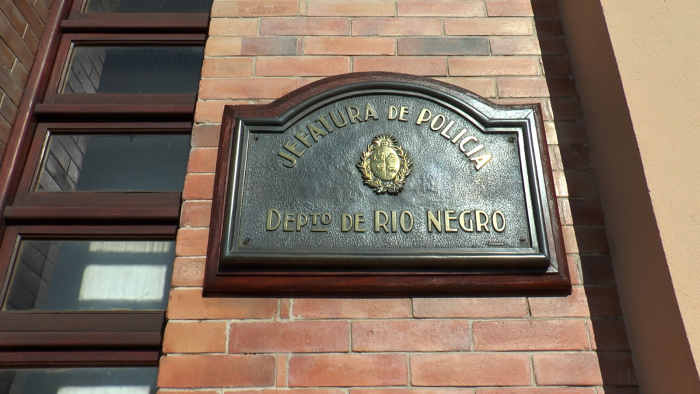 JEFATURA DE POLICIA
DEPTO DE RIO NEGRO